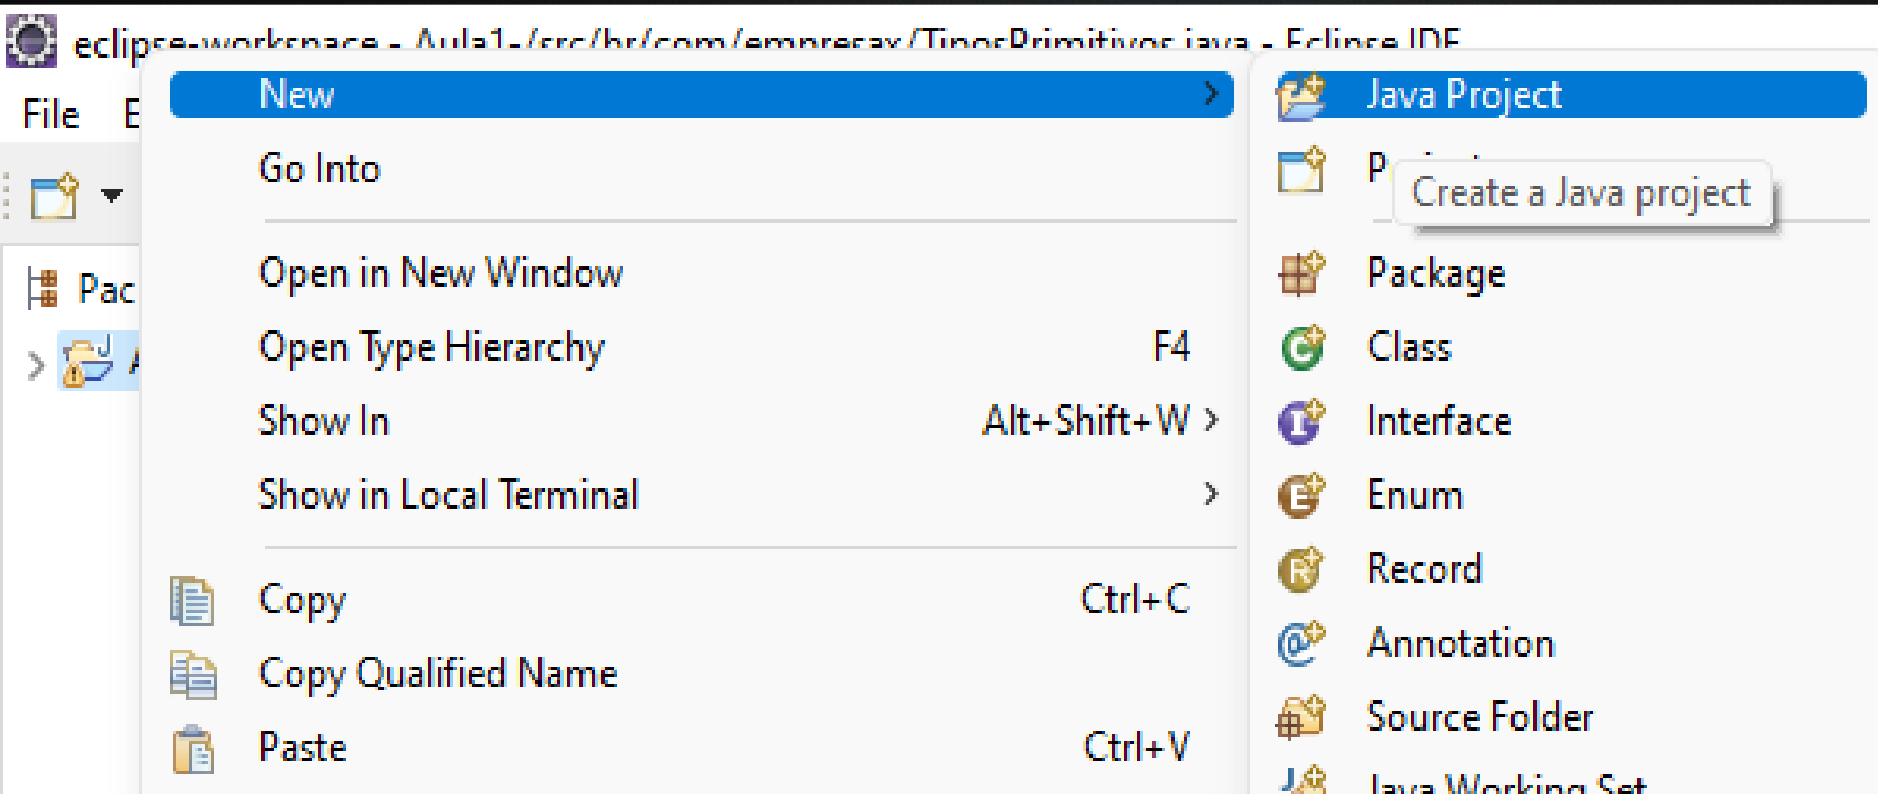 eclipse-workspace - Aula1-/src/br/com/empresax/TiposPrimitivos.java - Eclipse IDE
File E
Pac
New
Go Into
Open in New Window
Open Type Hierarchy F4
Show In Alt+Shift+W
Show in Local Terminal
Copy Ctrl+C
Copy Qualified Name
Paste Ctrl+V
Java Project
Create a Java project
Package
Class
Interface
Enum
Record
Annotation
Source Folder
Java Working Set